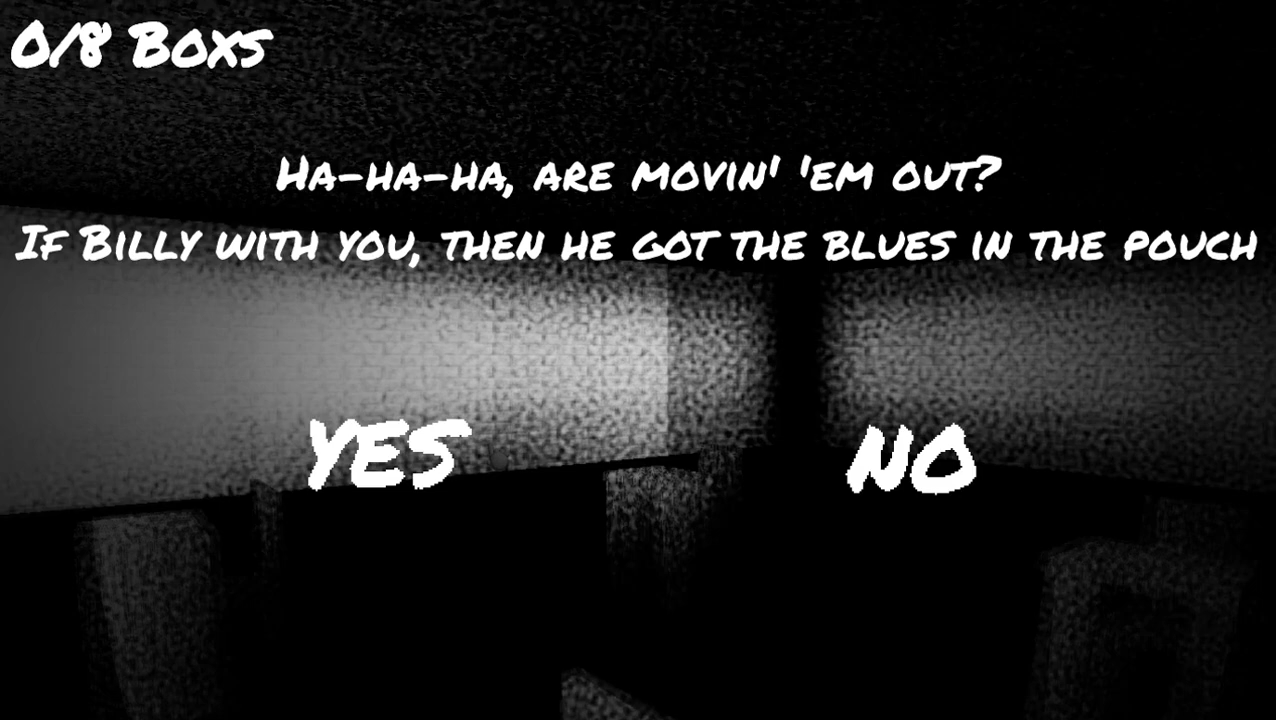 0/8 Boxs
Ha-ha-ha, are movin' 'em out?
If Billy with you, then he got the blues in the pouch
YES
NO